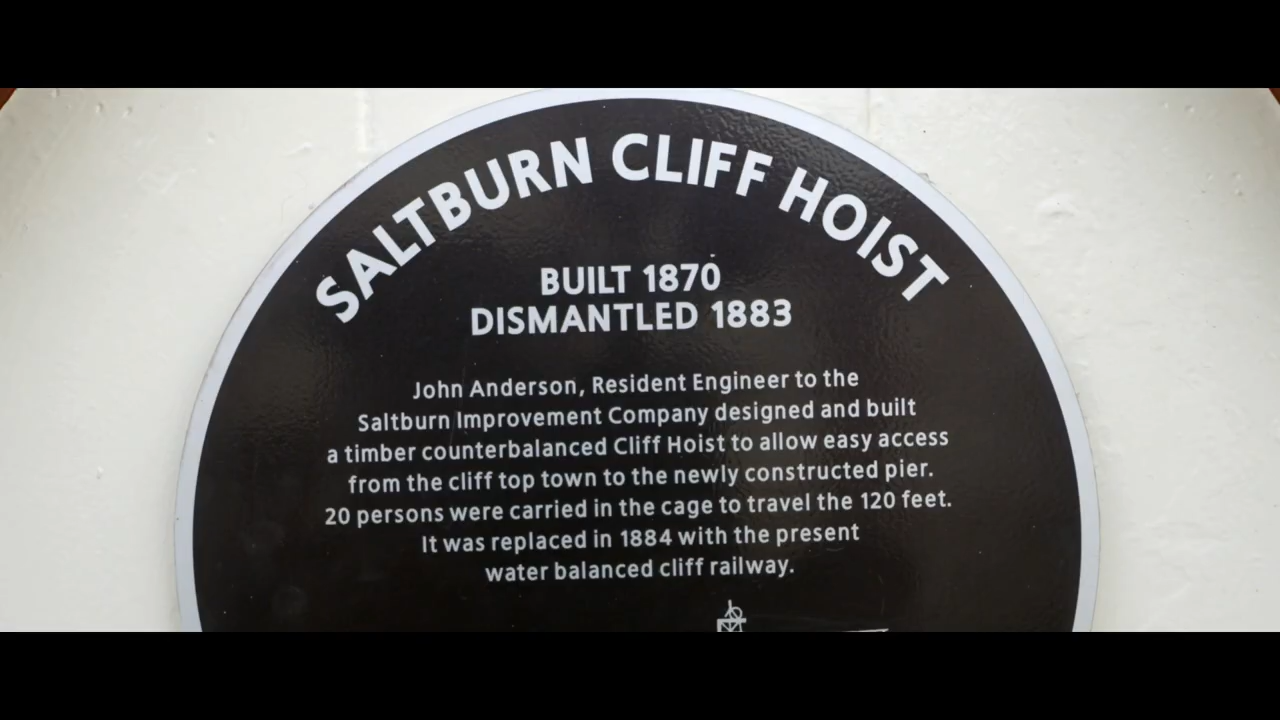 SALTBURN CLIFF HOIST
BUILT 1870
DISMANTLED 1883
John Anderson, Resident Engineer to the
Saltburn Improvement Company designed and built
a timber counterbalanced Cliff Hoist to allow easy access
from the cliff top town to the newly constructed pier.
20 persons were carried in the cage to travel the 120 feet.
It was replaced in 1884 with the present
water balanced cliff railway.